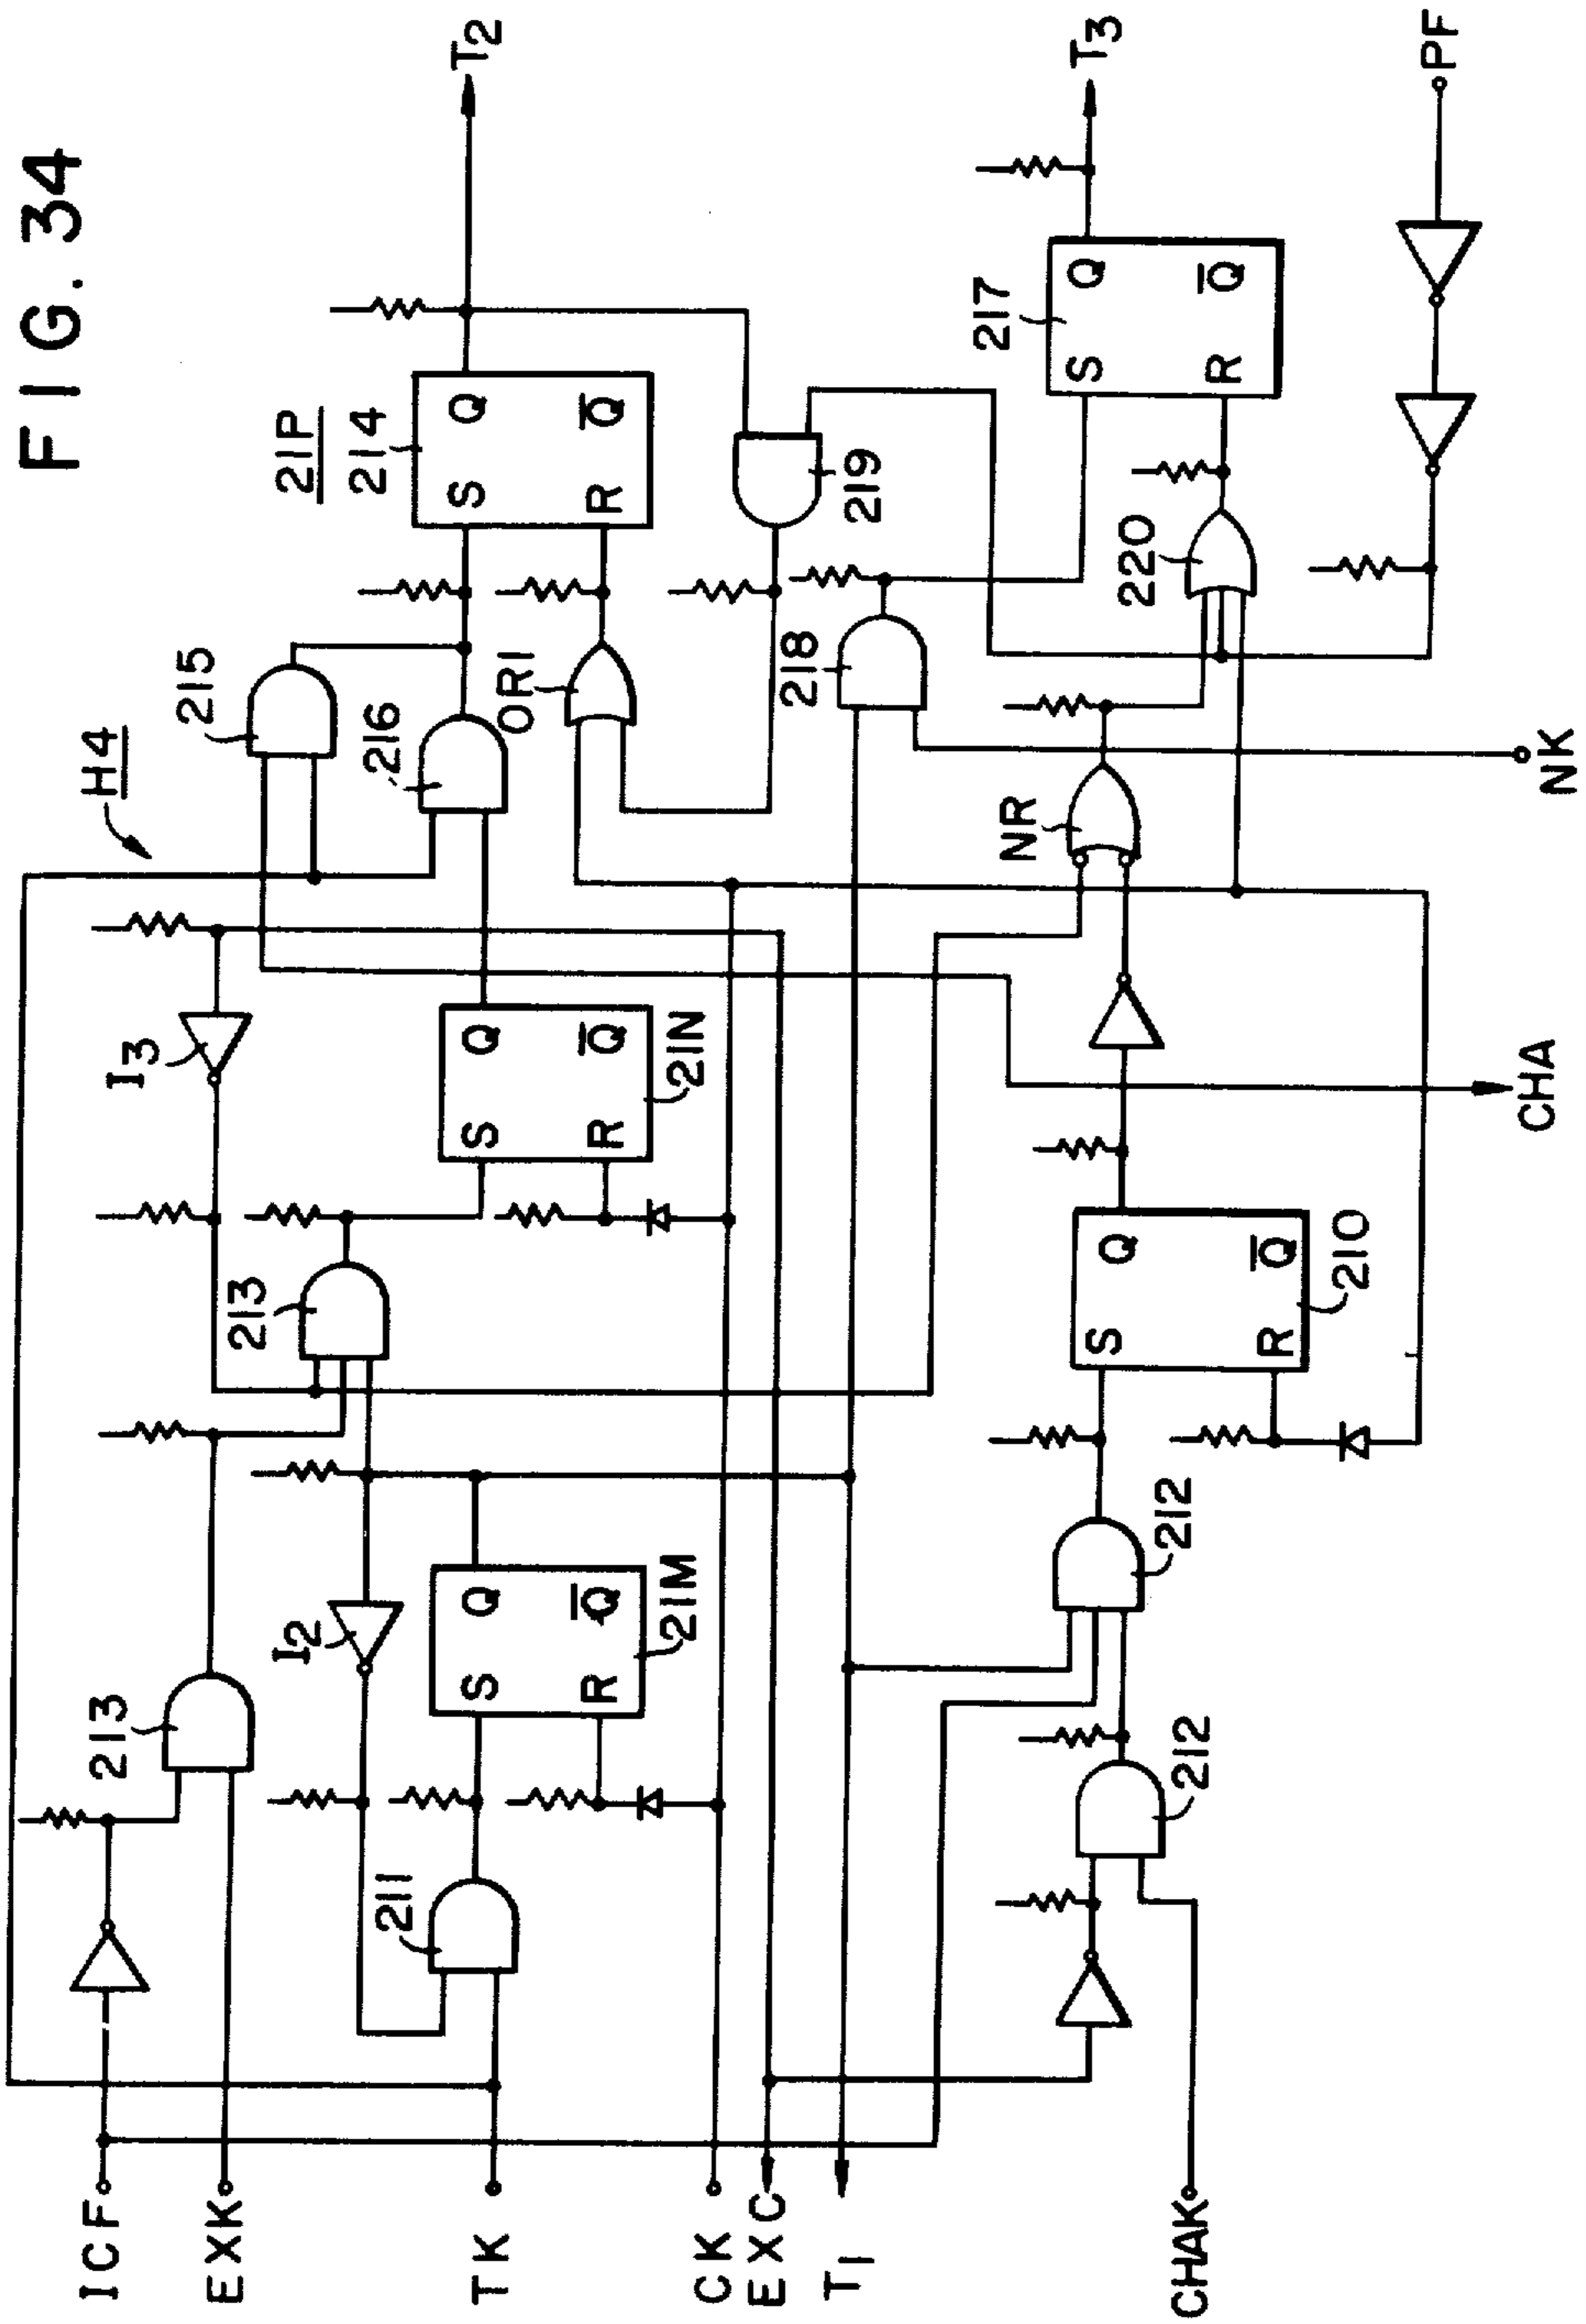 FIG. 34
H4
21P
ICF
EXK
TK
CK
EXC
T1
CHAK
213
I2
211
S
Q
R
Q̅
21M
213
I3
S
Q
R
Q̅
21N
215
216
OR1
214
S
Q
R
Q̅
T2
219
218
212
212
S
Q
R
Q̅
210
NR
220
217
S
Q
R
Q̅
T3
CHA
NK
PF